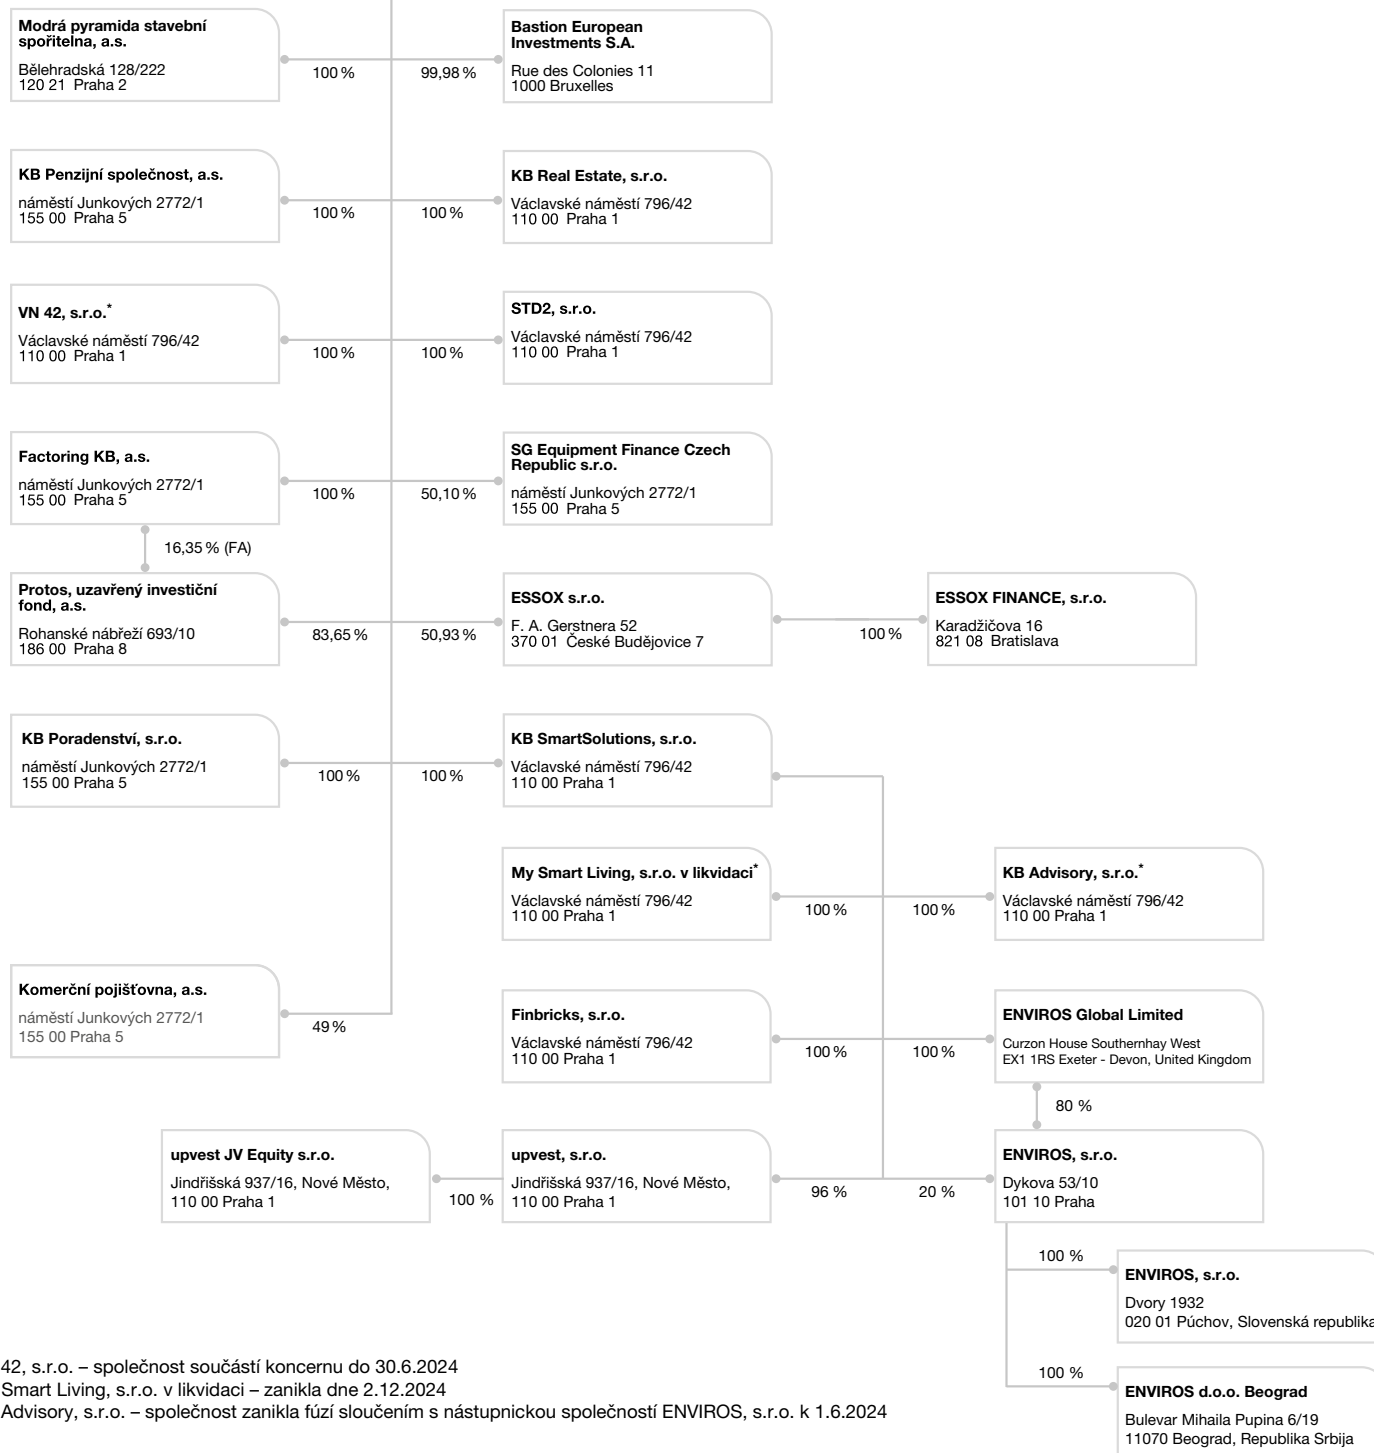 Modrá pyramida stavební
spořitelna, a.s.
Bělehradská 128/222
120 21 Praha 2
100 %
99,98 %
Bastion European
Investments S.A.
Rue des Colonies 11
1000 Bruxelles
KB Penzijní společnost, a.s.
náměstí Junkových 2772/1
155 00 Praha 5
100 %
100 %
KB Real Estate, s.r.o.
Václavské náměstí 796/42
110 00 Praha 1
VN 42, s.r.o.*
Václavské náměstí 796/42
110 00 Praha 1
100 %
100 %
STD2, s.r.o.
Václavské náměstí 796/42
110 00 Praha 1
Factoring KB, a.s.
náměstí Junkových 2772/1
155 00 Praha 5
100 %
50,10 %
SG Equipment Finance Czech
Republic s.r.o.
náměstí Junkových 2772/1
155 00 Praha 5
16,35 % (FA)
Protos, uzavřený investiční
fond, a.s.
Rohanské nábřeží 693/10
186 00 Praha 8
83,65 %
50,93 %
ESSOX s.r.o.
F. A. Gerstnera 52
370 01 České Budějovice 7
100 %
ESSOX FINANCE, s.r.o.
Karadžičova 16
821 08 Bratislava
KB Poradenství, s.r.o.
náměstí Junkových 2772/1
155 00 Praha 5
100 %
100 %
KB SmartSolutions, s.r.o.
Václavské náměstí 796/42
110 00 Praha 1
My Smart Living, s.r.o. v likvidaci*
Václavské náměstí 796/42
110 00 Praha 1
100 %
100 %
KB Advisory, s.r.o.*
Václavské náměstí 796/42
110 00 Praha 1
Komerční pojišťovna, a.s.
náměstí Junkových 2772/1
155 00 Praha 5
49 %
Finbricks, s.r.o.
Václavské náměstí 796/42
110 00 Praha 1
100 %
100 %
ENVIROS Global Limited
Curzon House Southernhay West
EX1 1RS Exeter - Devon, United Kingdom
80 %
upvest JV Equity s.r.o.
Jindřišská 937/16, Nové Město,
110 00 Praha 1
100 %
upvest, s.r.o.
Jindřišská 937/16, Nové Město,
110 00 Praha 1
96 %
20 %
ENVIROS, s.r.o.
Dykova 53/10
101 10 Praha
100 %
ENVIROS, s.r.o.
Dvory 1932
020 01 Púchov, Slovenská republika
100 %
ENVIROS d.o.o. Beograd
Bulevar Mihaila Pupina 6/19
11070 Beograd, Republika Srbija
42, s.r.o. – společnost součástí koncernu do 30.6.2024
Smart Living, s.r.o. v likvidaci – zanikla dne 2.12.2024
Advisory, s.r.o. – společnost zanikla fúzí sloučením s nástupnickou společností ENVIROS, s.r.o. k 1.6.2024